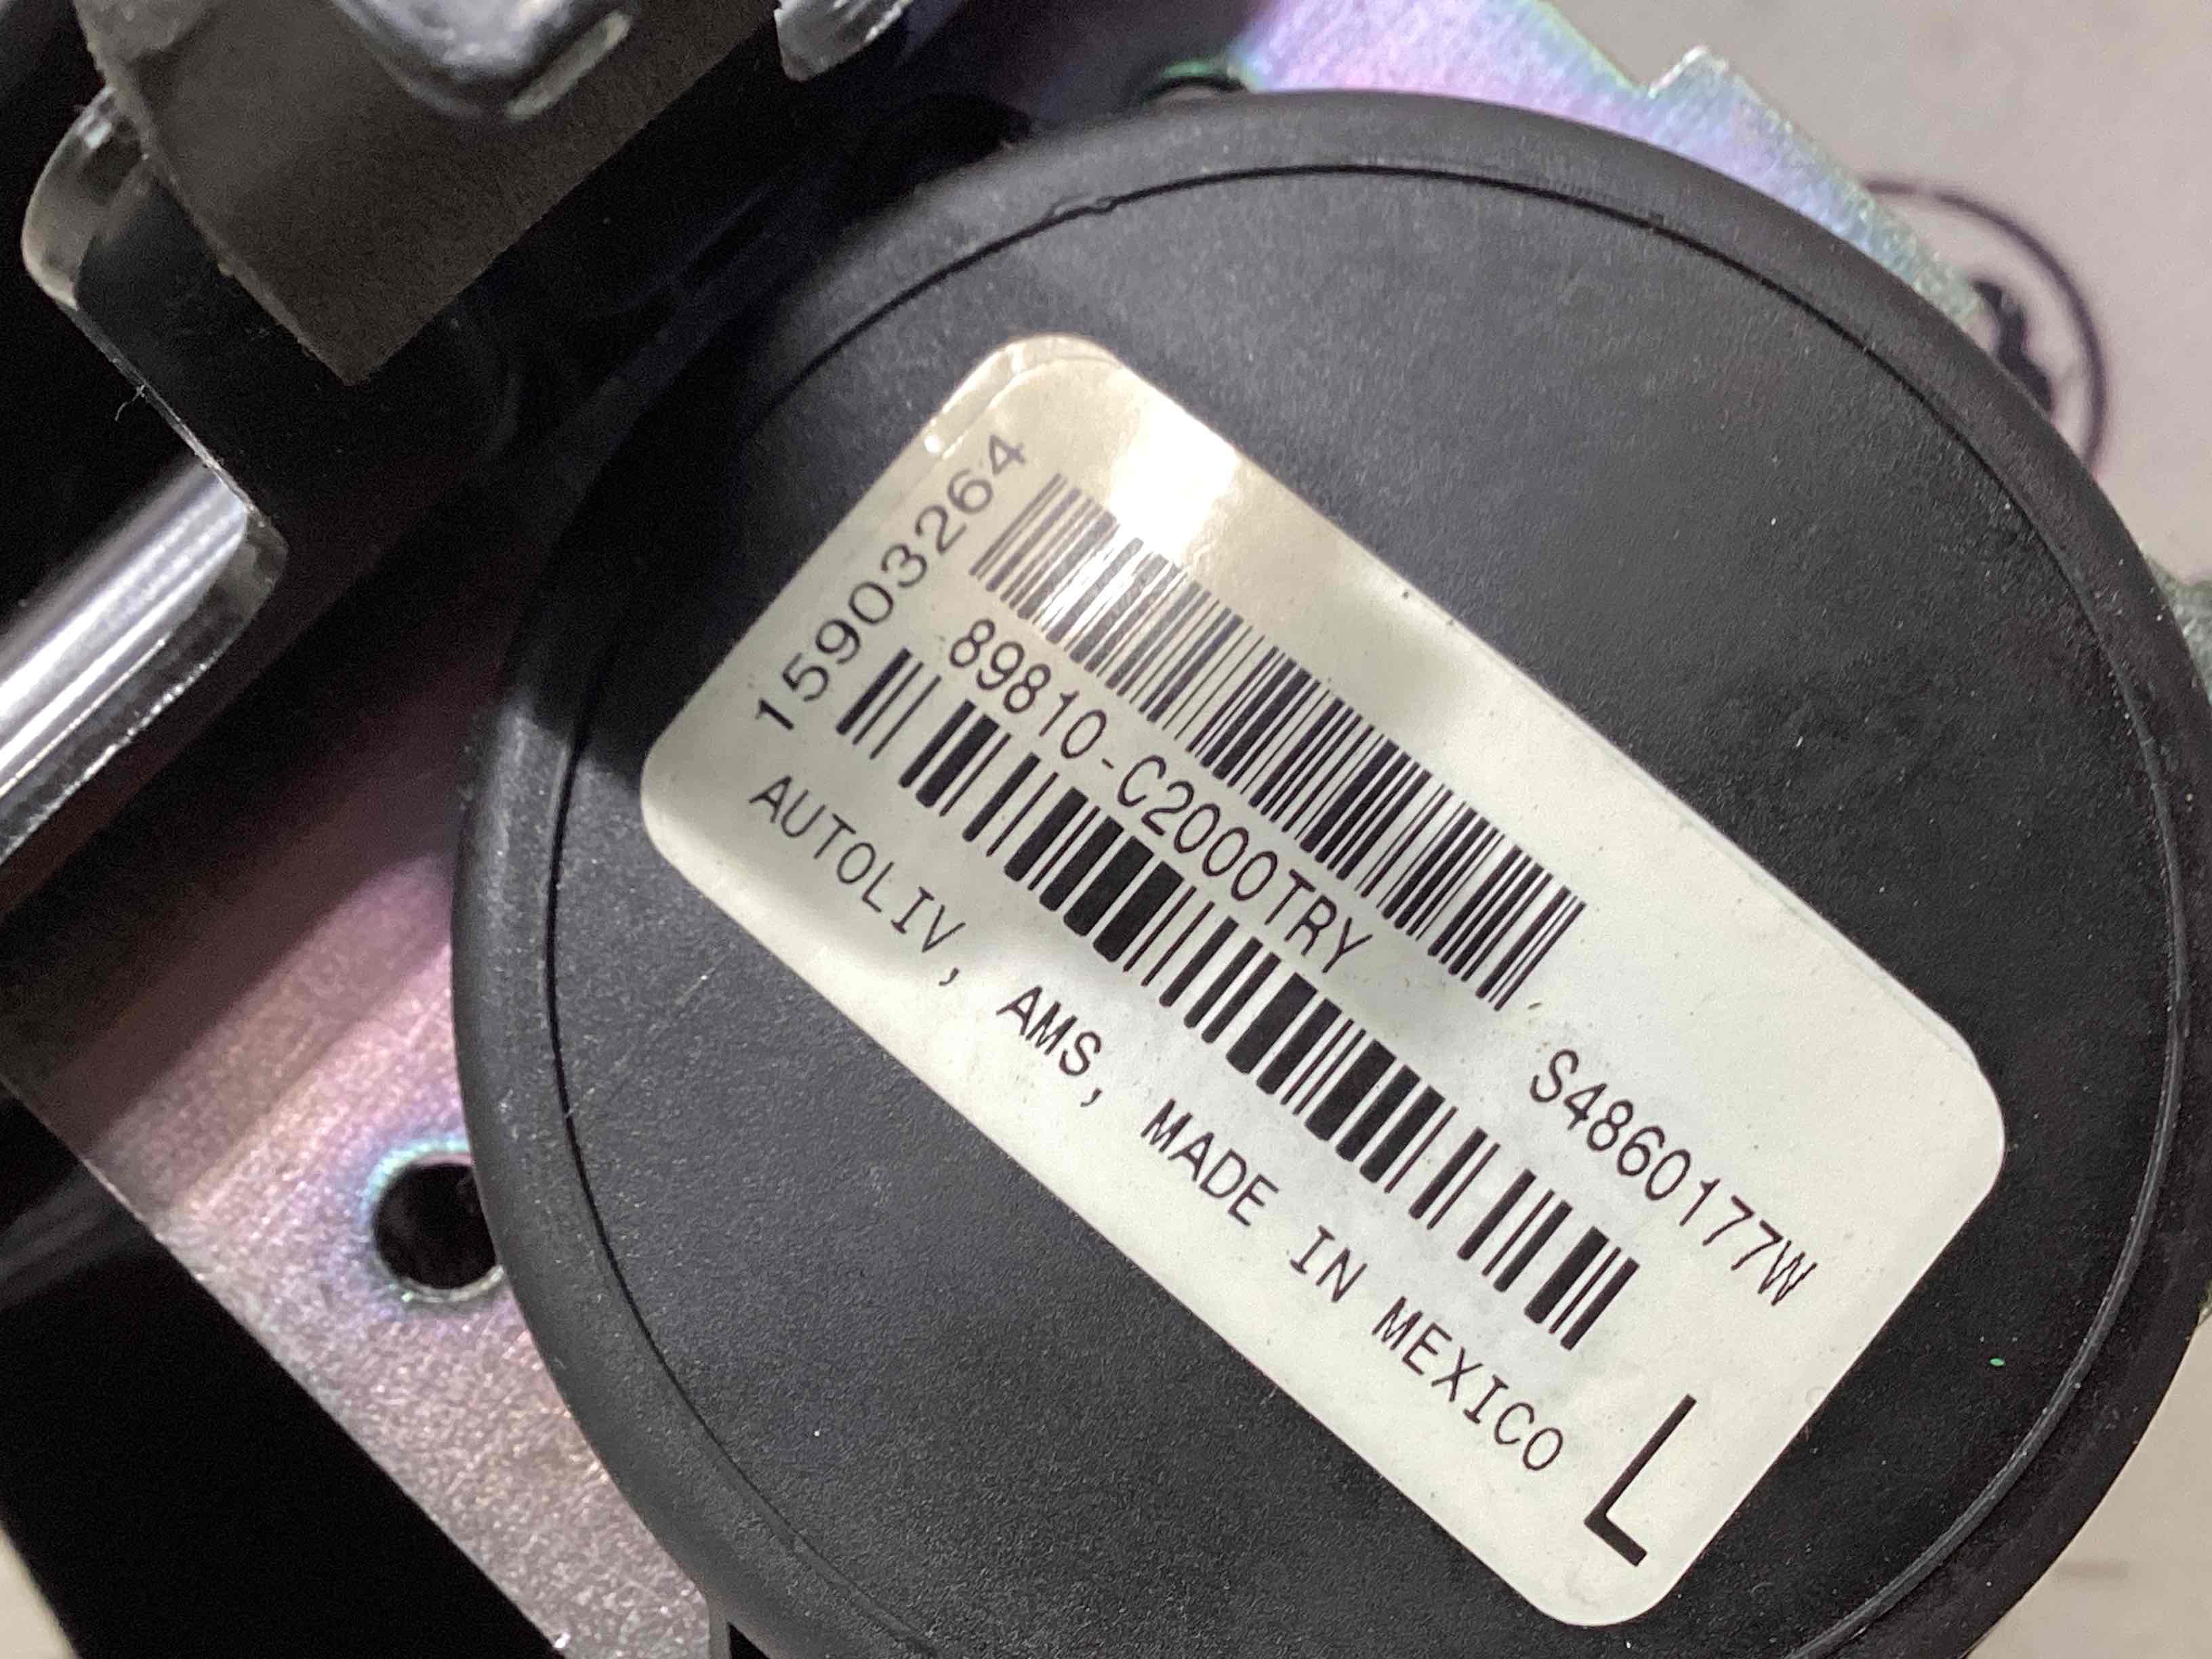 15903264
89810-C2000TRY
S4860177W
AUTOLIV, AMS, MADE IN MEXICO
L